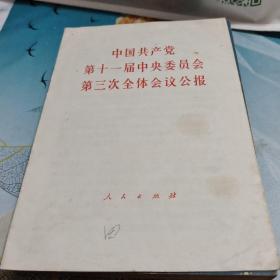 中国共产党
第十一届中央委员会
第三次全体会议公报
人民出版社